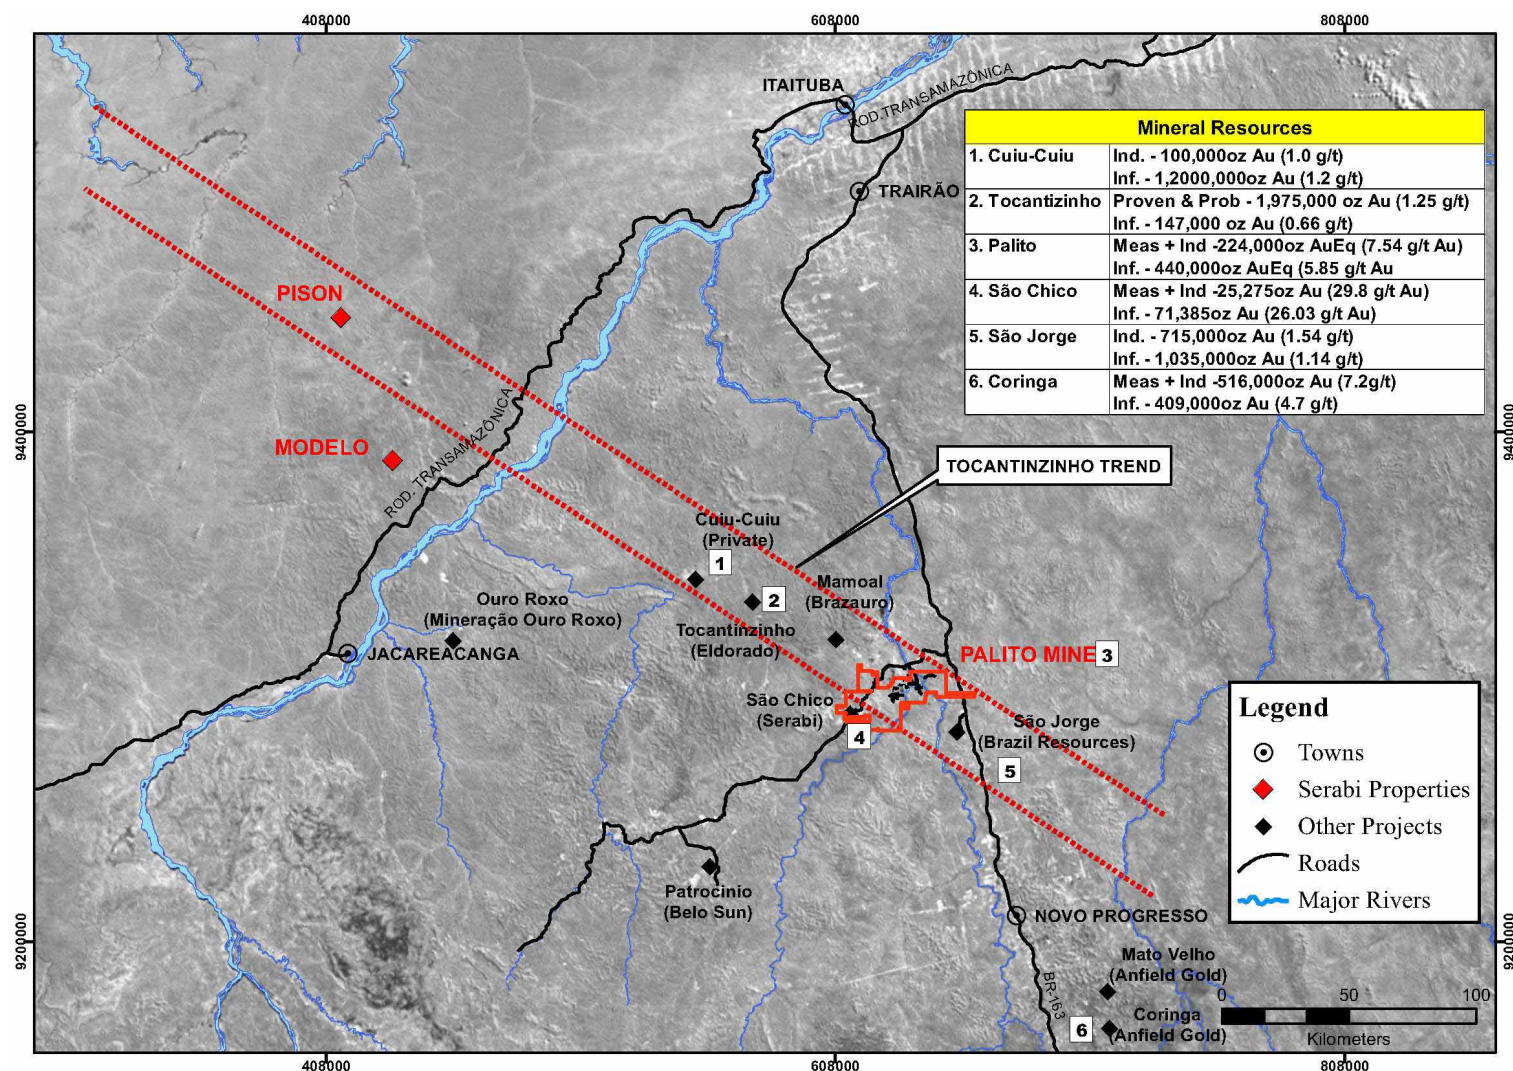 408000
608000
808000
ITAITUBA
ROD.TRANSAMAZÔNICA
TRAIRÃO
Mineral Resources
1. Cuiu-Cuiu
Ind. - 100,000oz Au (1.0 g/t)
Inf. - 1,2000,000oz Au (1.2 g/t)
2. Tocantizinho
Proven & Prob - 1,975,000 oz Au (1.25 g/t)
Inf. - 147,000 oz Au (0.66 g/t)
3. Palito
Meas + Ind -224,000oz AuEq (7.54 g/t Au)
Inf. - 440,000oz AuEq (5.85 g/t Au
4. São Chico
Meas + Ind -25,275oz Au (29.8 g/t Au)
Inf. - 71,385oz Au (26.03 g/t Au)
5. São Jorge
Ind. - 715,000oz Au (1.54 g/t)
Inf. - 1,035,000oz Au (1.14 g/t)
6. Coringa
Meas + Ind -516,000oz Au (7.2g/t)
Inf. - 409,000oz Au (4.7 g/t)
PISON
9400000
9400000
MODELO
ROD. TRANSAMAZÔNICA
TOCANTINZINHO TREND
Cuiu-Cuiu
(Private)
1
2
Mamoal
(Brazauro)
Ouro Roxo
(Mineração Ouro Roxo)
Tocantinzinho
(Eldorado)
JACAREACANGA
PALITO MINE
3
São Chico
(Serabi)
4
São Jorge
(Brazil Resources)
5
Legend
Towns
Serabi Properties
Other Projects
Roads
Major Rivers
Patrocinio
(Belo Sun)
NOVO PROGRESSO
9200000
9200000
Mato Velho
(Anfield Gold)
BR-163
6
Coringa
(Anfield Gold)
0
50
100
Kilometers
408000
608000
808000